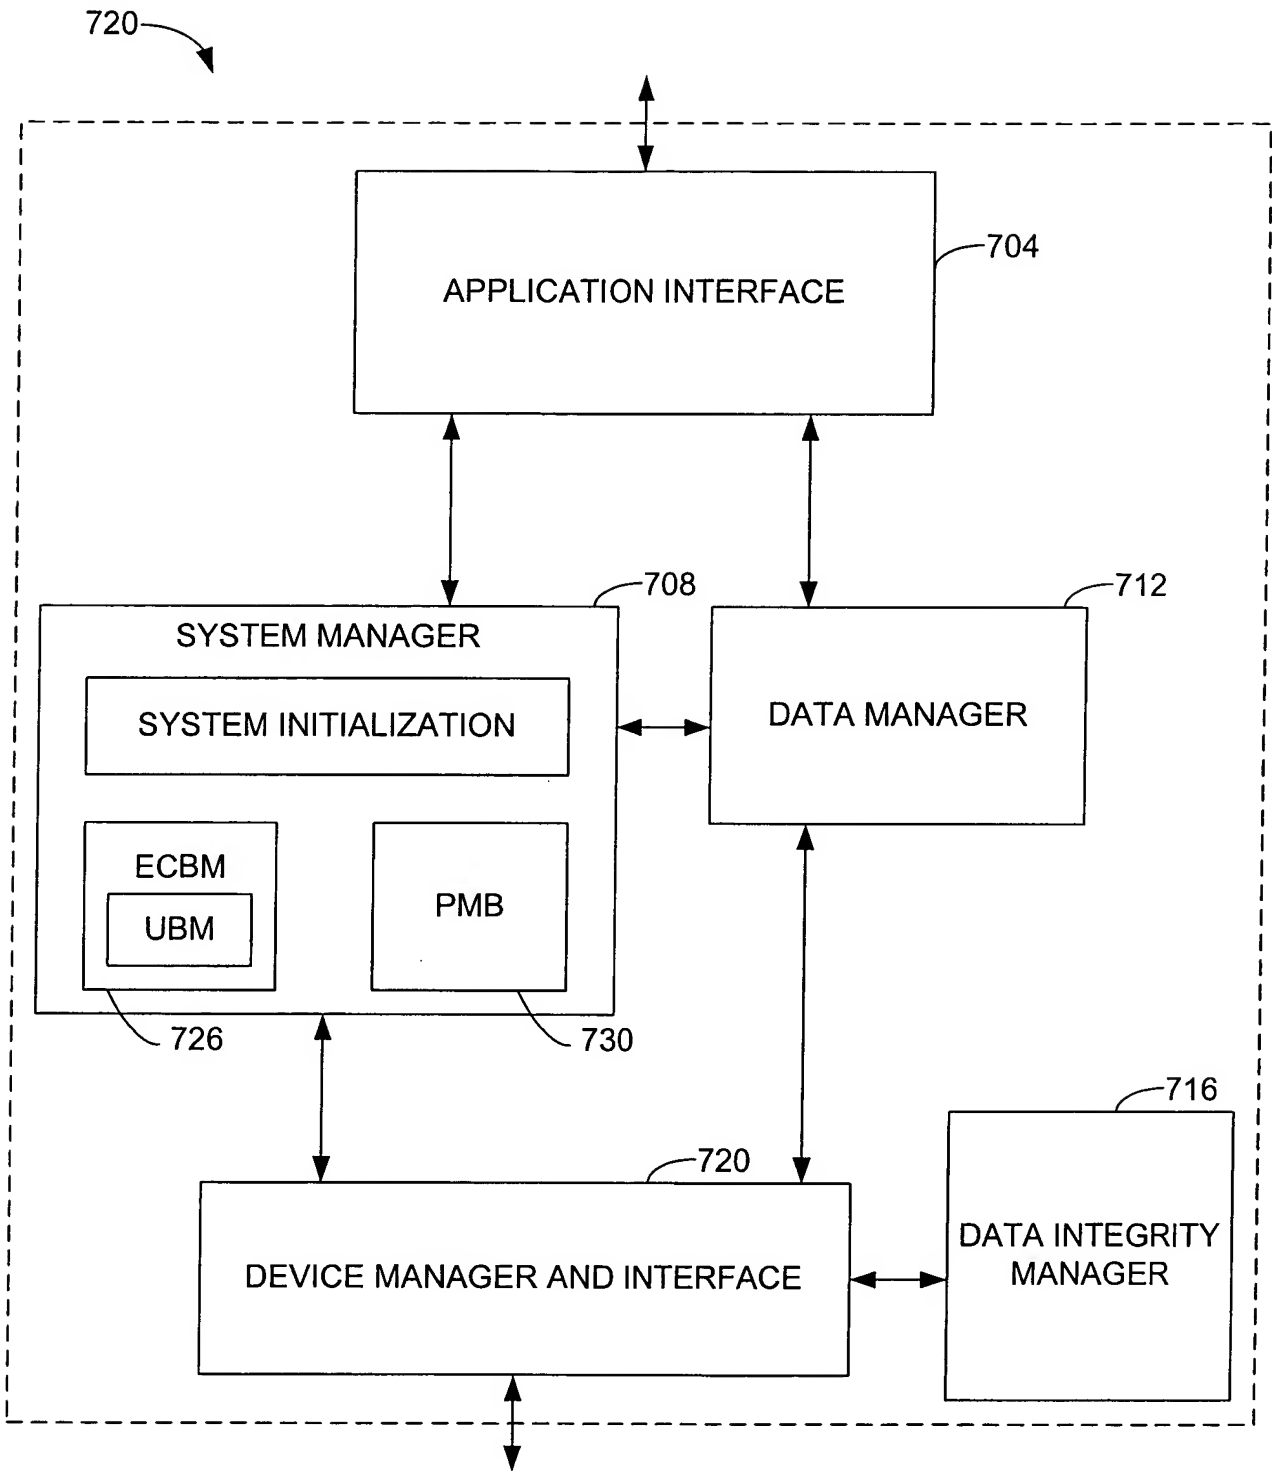 720
704
APPLICATION INTERFACE
708
712
SYSTEM MANAGER
SYSTEM INITIALIZATION
DATA MANAGER
ECBM
UBM
PMB
726
730
716
720
DATA INTEGRITY
MANAGER
DEVICE MANAGER AND INTERFACE